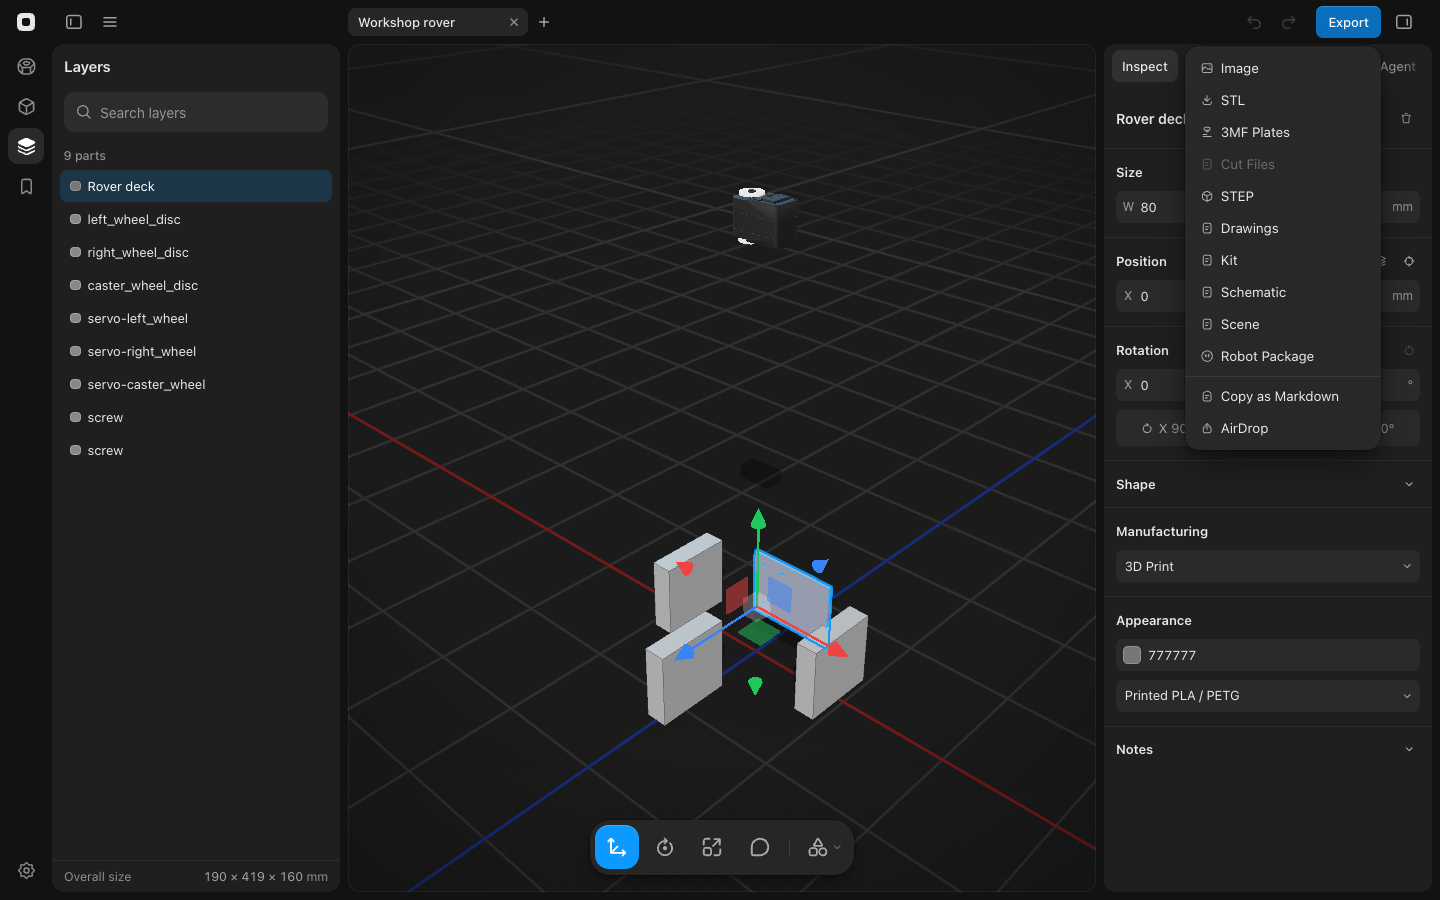 Workshop rover
Export
Layers
Search layers
9 parts
Rover deck
left_wheel_disc
right_wheel_disc
caster_wheel_disc
servo-left_wheel
servo-right_wheel
servo-caster_wheel
screw
screw
Overall size
190 × 419 × 160 mm
Inspect
Agent
Rover deck
Size
W 80
mm
Position
X 0
mm
Rotation
X 0
°
X 90
0°
Shape
Manufacturing
3D Print
Appearance
777777
Printed PLA / PETG
Notes
Image
STL
3MF Plates
Cut Files
STEP
Drawings
Kit
Schematic
Scene
Robot Package
Copy as Markdown
AirDrop